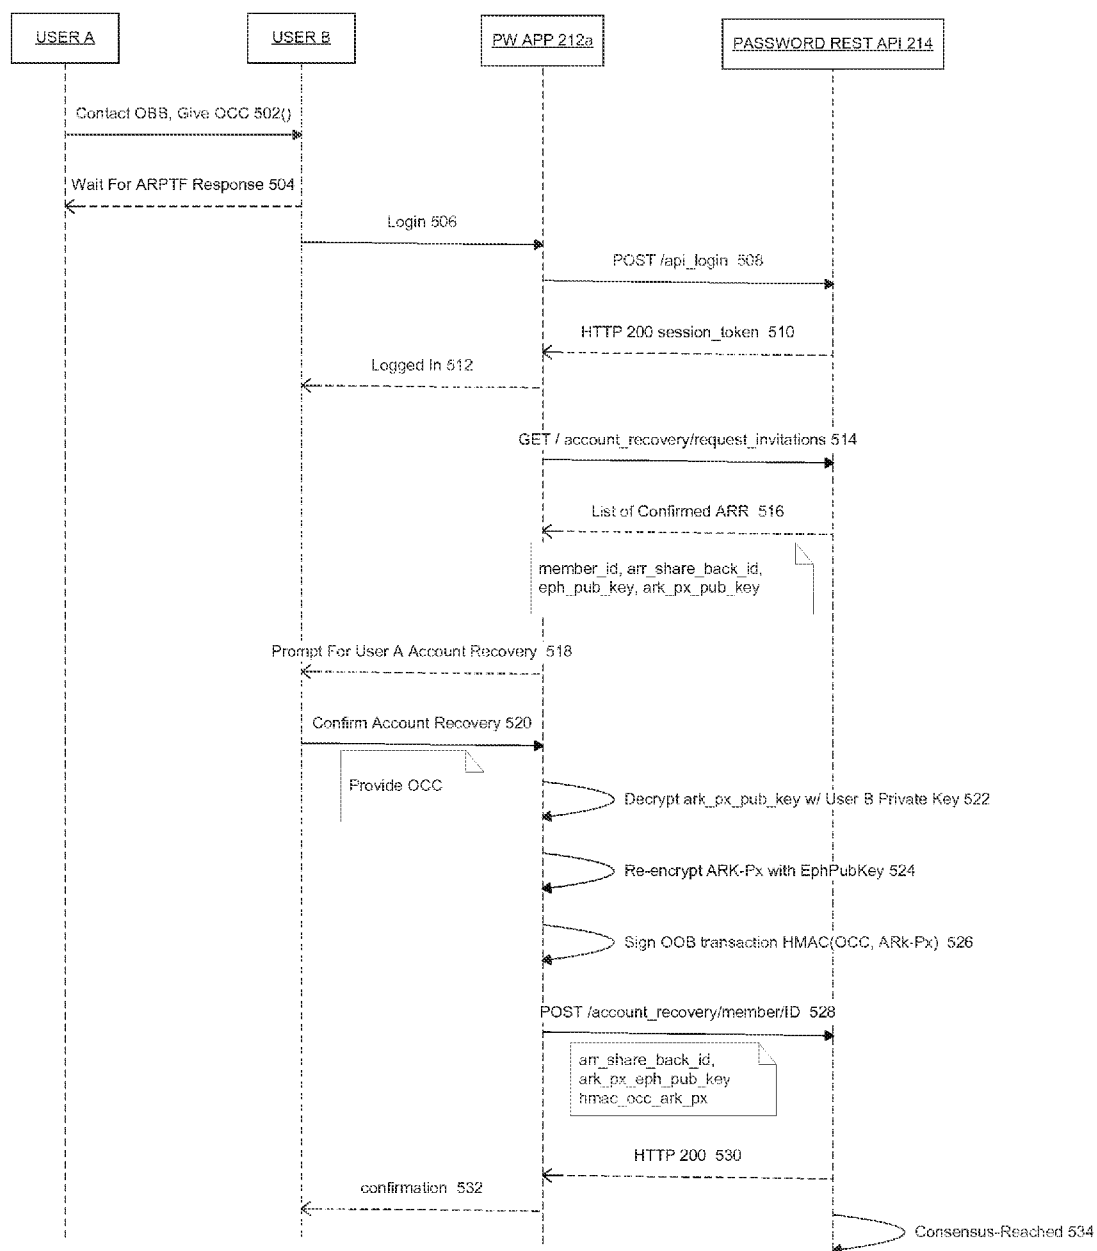 USER A
USER B
PW APP 212a
PASSWORD REST API 214
Contact OBB, Give OCC 502()
Wait For ARPTF Response 504
Login 506
POST /api_login 508
HTTP 200 session_token 510
Logged In 512
GET / account_recovery/request_invitations 514
List of Confirmed ARR 516
member_id, arr_share_back_id,
eph_pub_key, ark_px_pub_key
Prompt For User A Account Recovery 518
Confirm Account Recovery 520
Provide OCC
Decrypt ark_px_pub_key w/ User B Private Key 522
Re-encrypt ARK-Px with EphPubKey 524
Sign OOB transaction HMAC(OCC, ARk-Px) 526
POST /account_recovery/member/ID 528
arr_share_back_id,
ark_px_eph_pub_key
hmac_occ_ark_px
HTTP 200 530
confirmation 532
Consensus-Reached 534